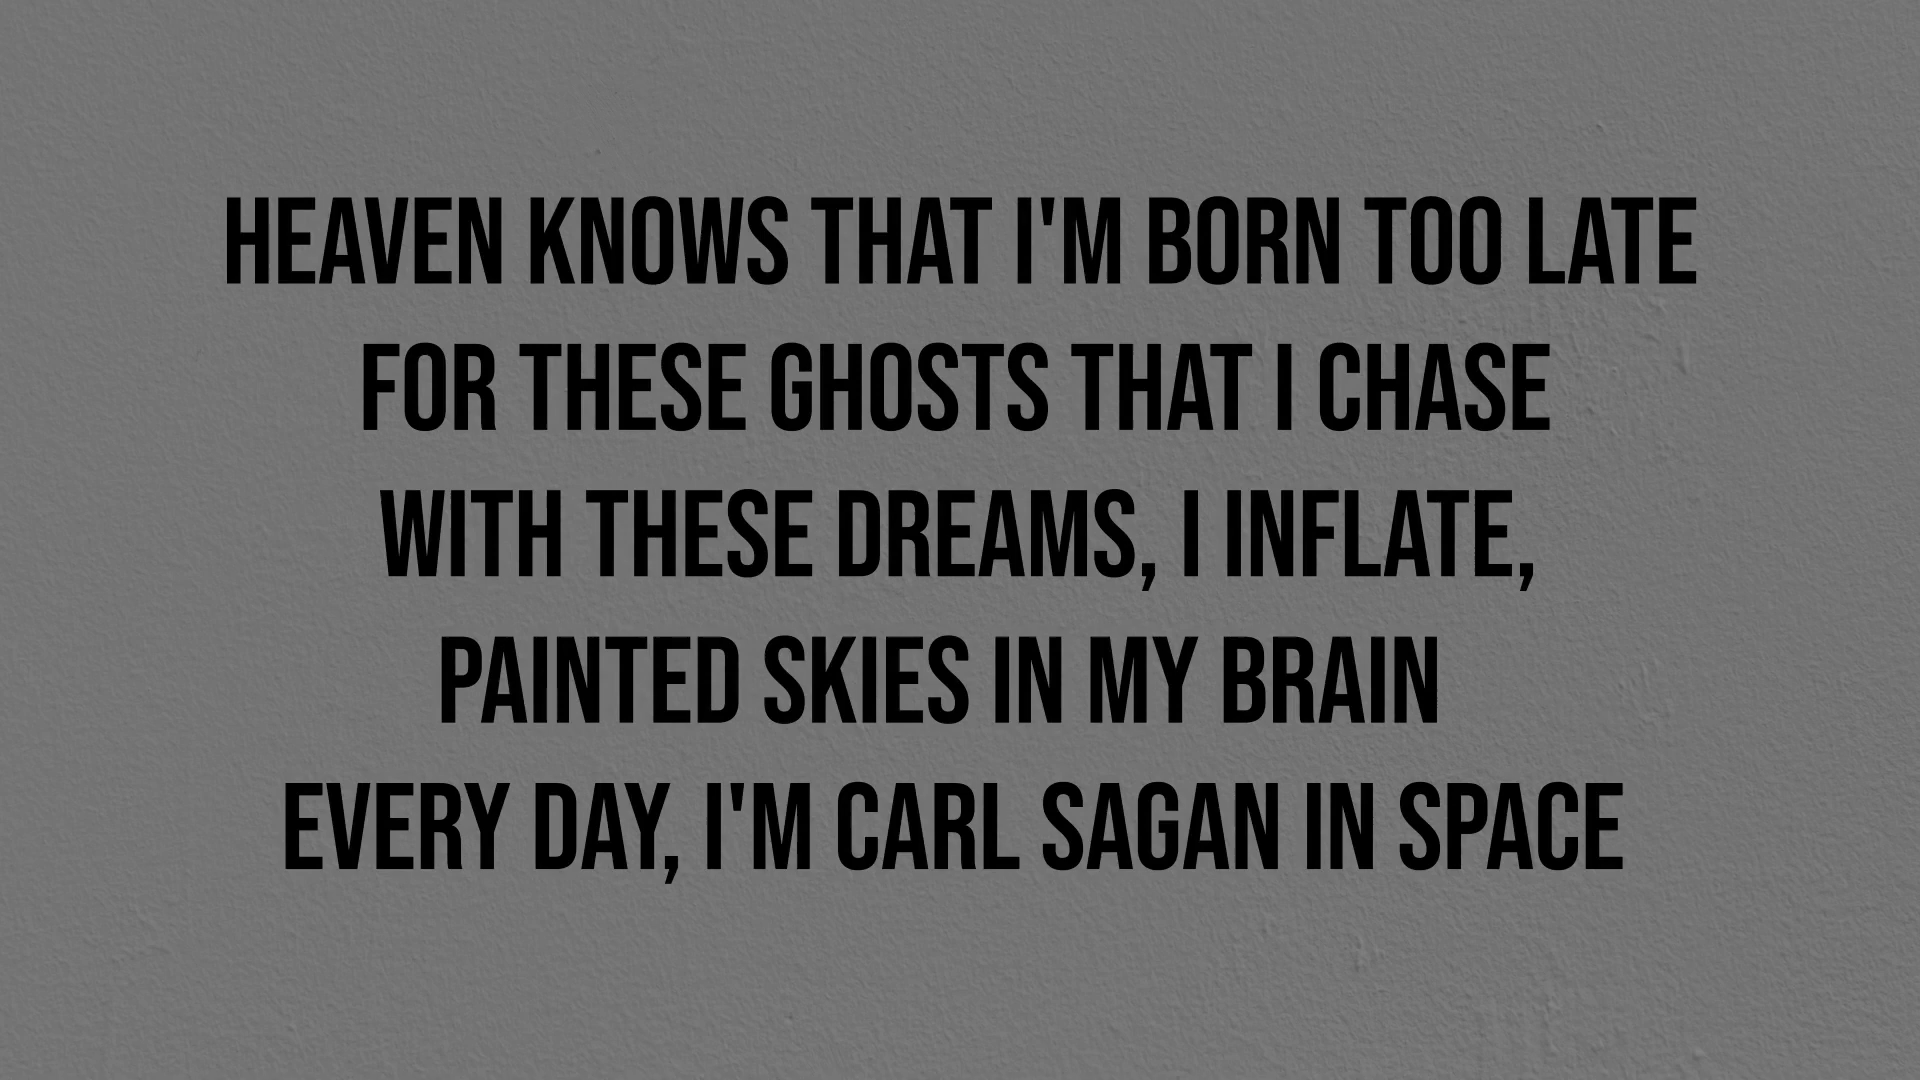 HEAVEN KNOWS THAT I'M BORN TOO LATE
FOR THESE GHOSTS THAT I CHASE
WITH THESE DREAMS, I INFLATE,
PAINTED SKIES IN MY BRAIN
EVERY DAY, I'M CARL SAGAN IN SPACE